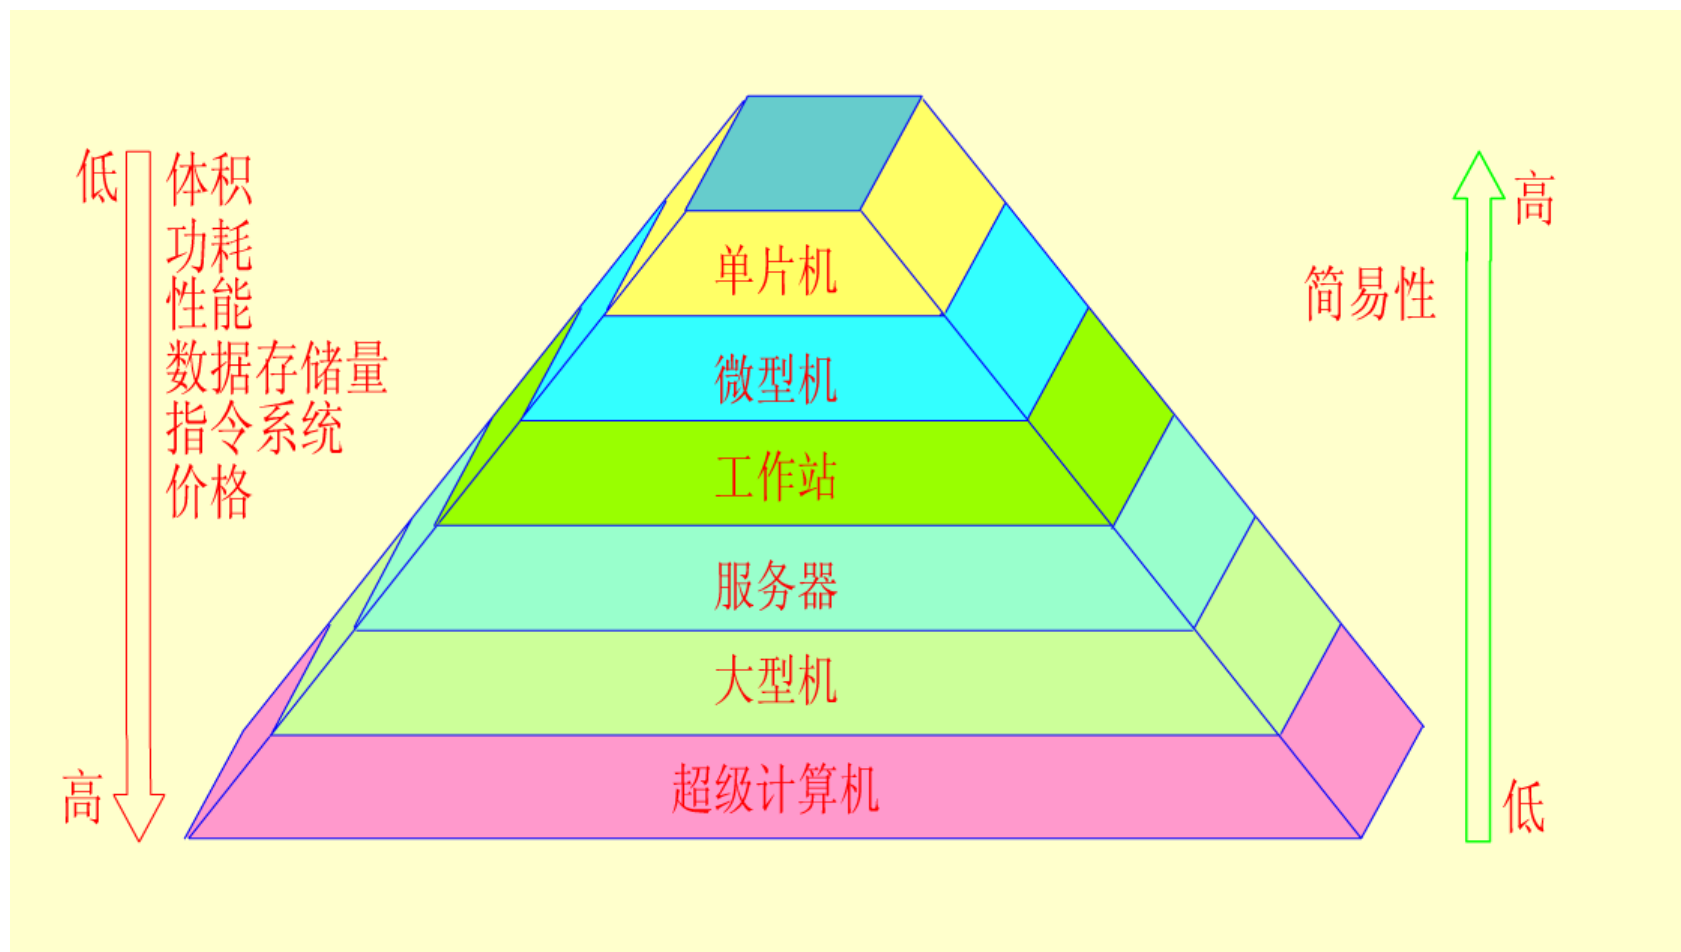 低
体积
功耗
性能
数据存储量
指令系统
价格
高
单片机
微型机
工作站
服务器
大型机
超级计算机
高
简易性
低